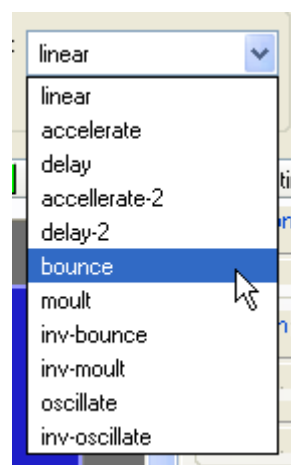 linear
linear
accelerate
delay
accellerate-2
delay-2
bounce
moult
inv-bounce
inv-moult
oscillate
inv-oscillate